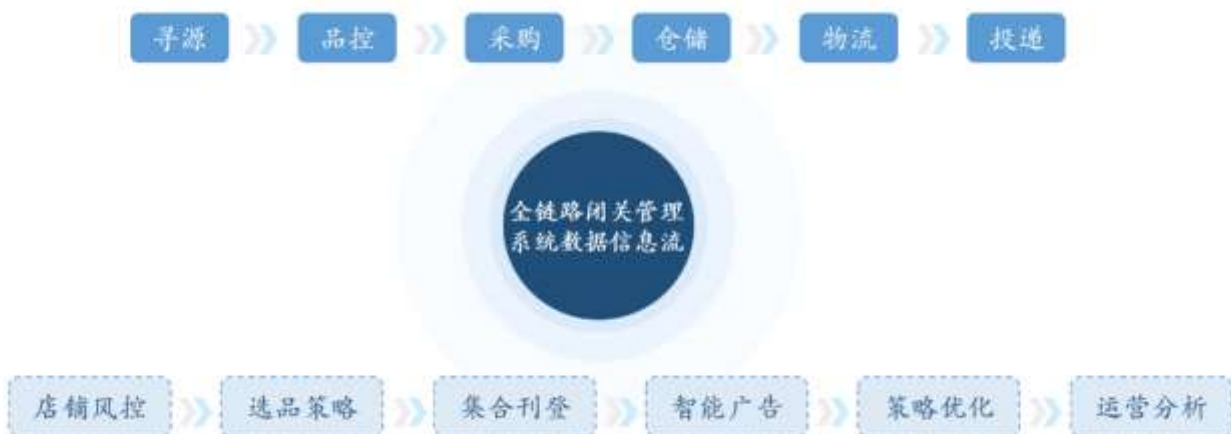 寻源 品控 采购 仓储 物流 投递
全链路闭关管理
系统数据信息流
店铺风控 选品策略 集合刊登 智能广告 策略优化 运营分析